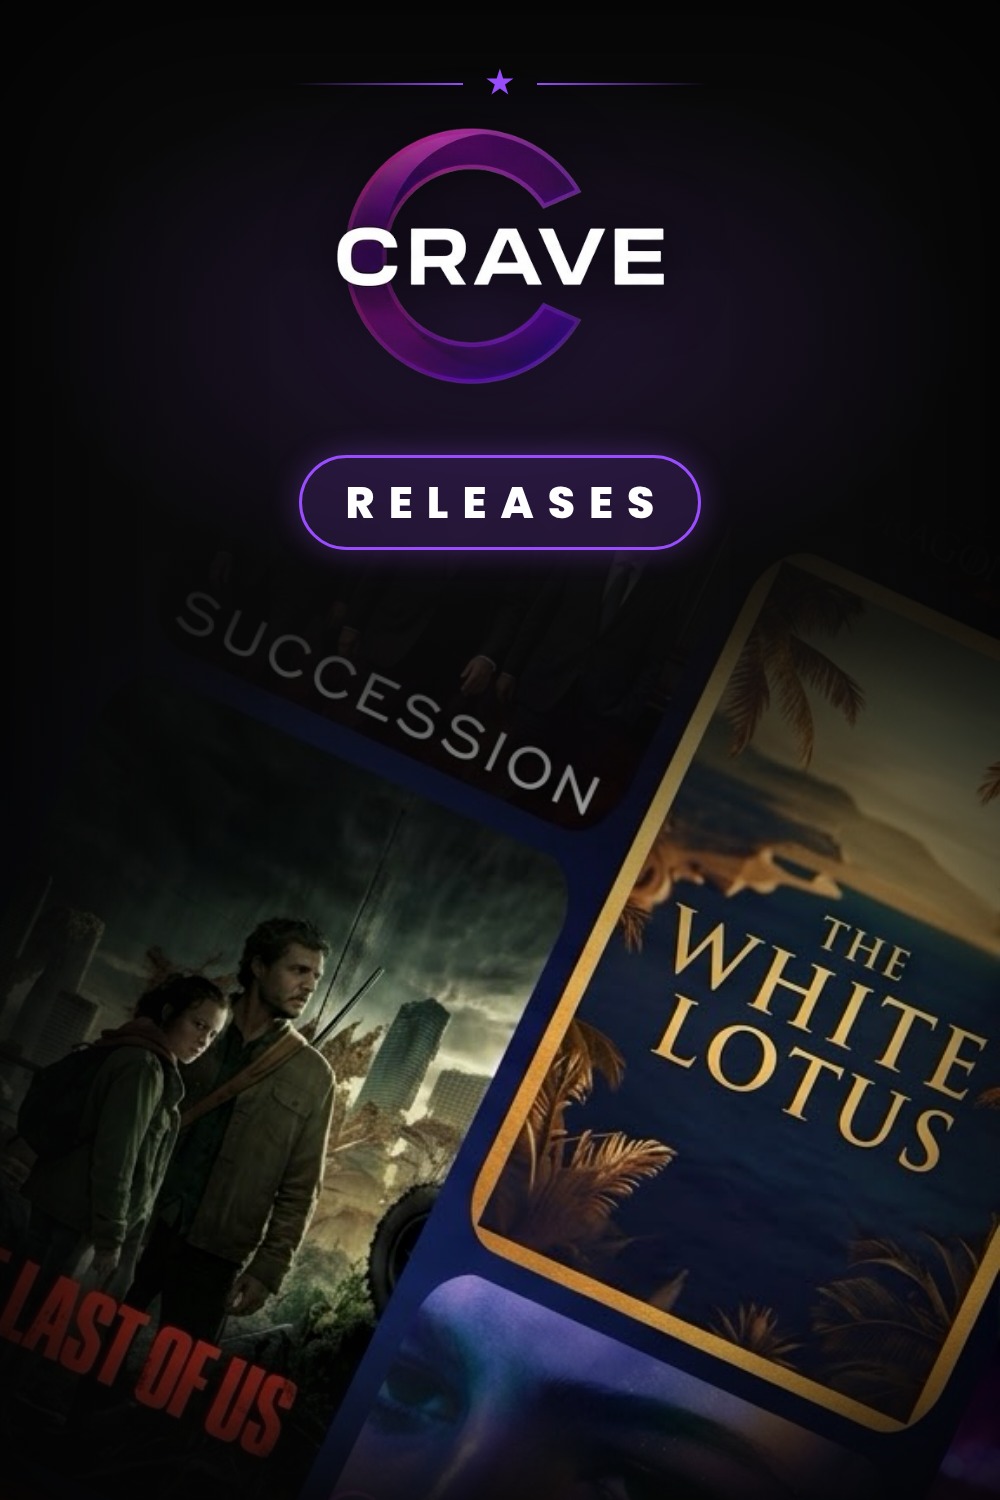 CRAVE
RELEASES
SUCCESSION
THE
WHITE
LOTUS
LAST OF US